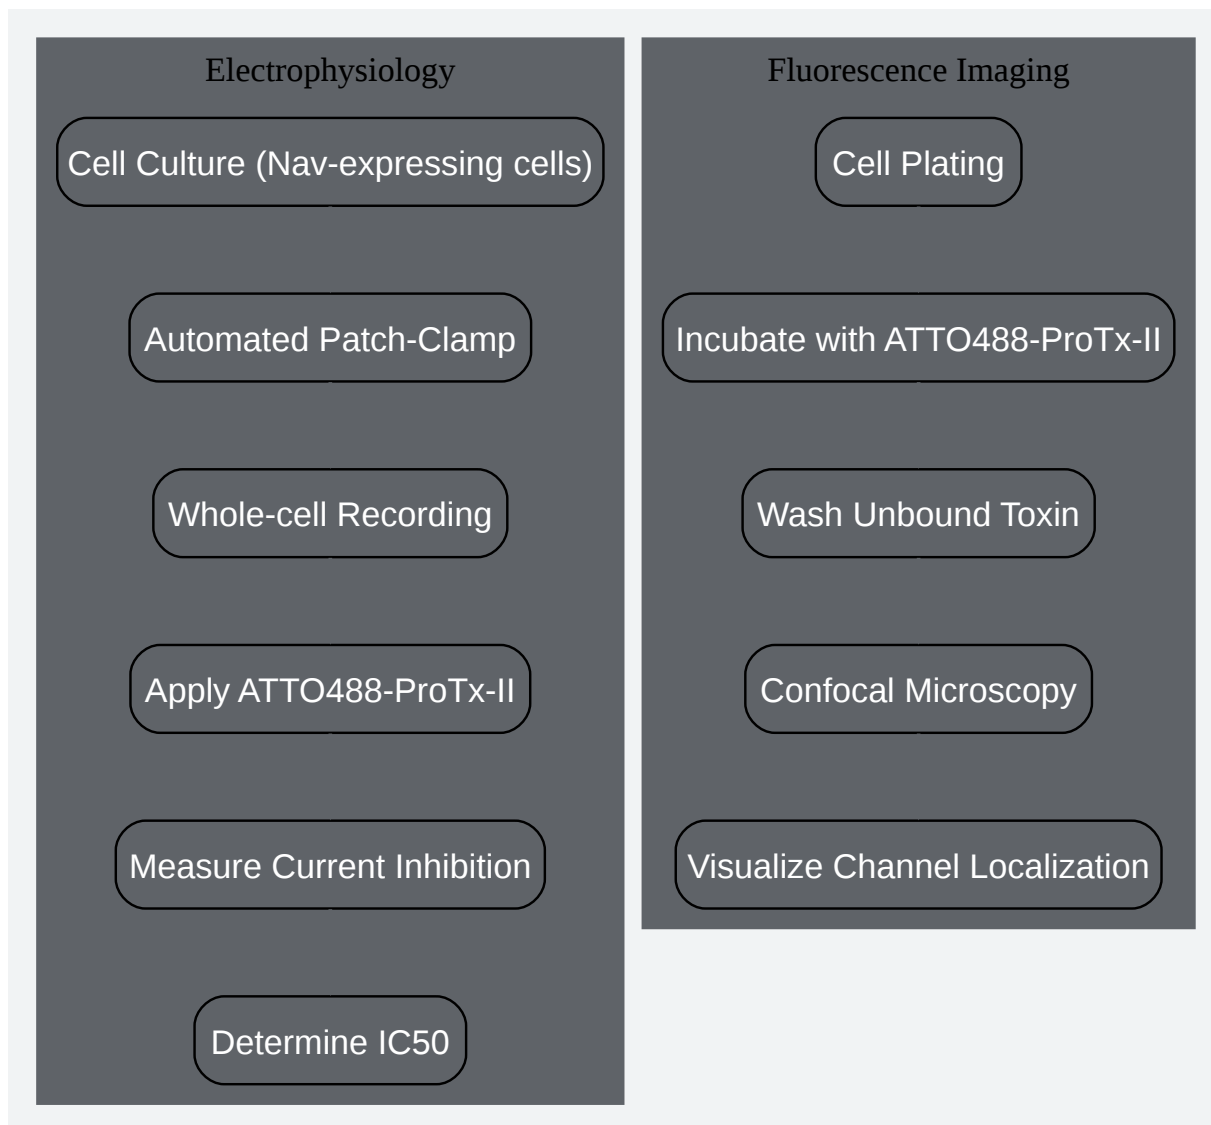 Electrophysiology
Cell Culture (Nav-expressing cells)
Automated Patch-Clamp
Whole-cell Recording
Apply ATTO488-ProTx-II
Measure Current Inhibition
Determine IC50
Fluorescence Imaging
Cell Plating
Incubate with ATTO488-ProTx-II
Wash Unbound Toxin
Confocal Microscopy
Visualize Channel Localization